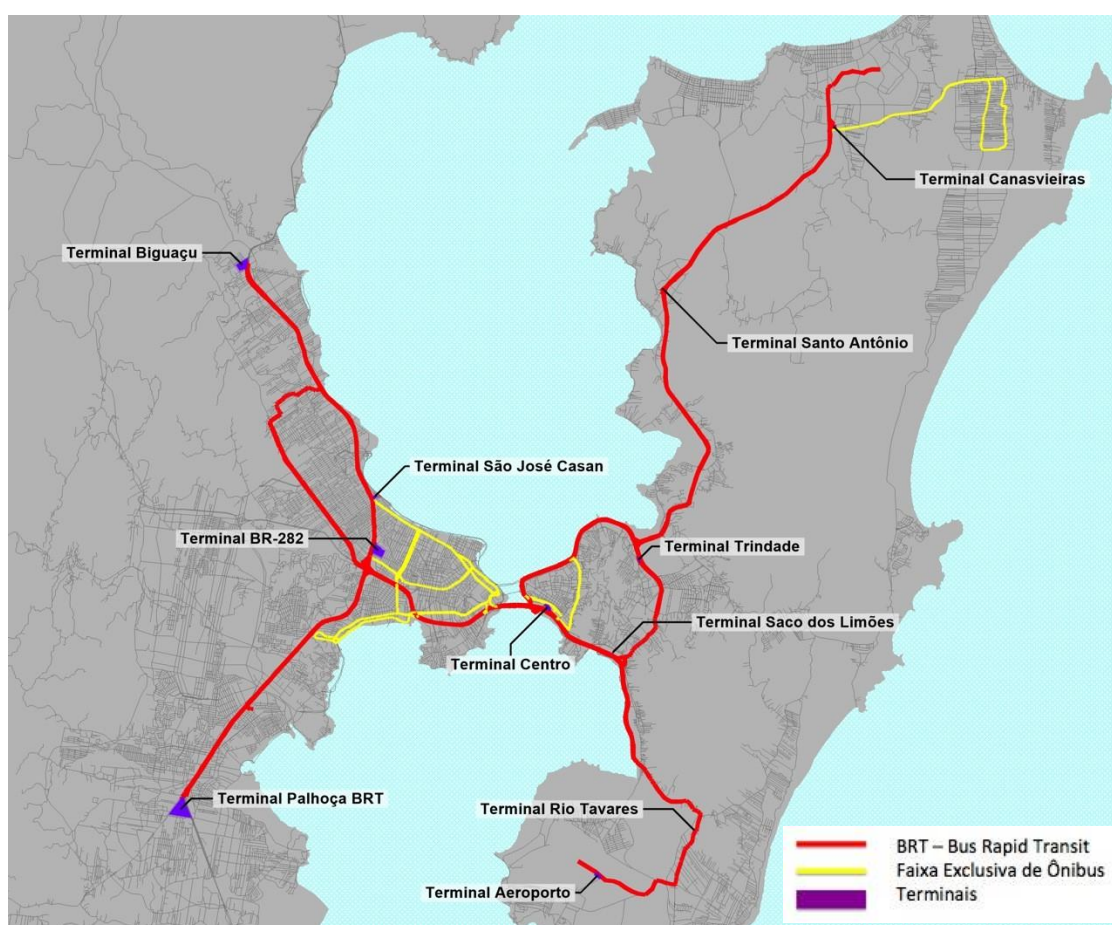 Terminal Canasvieiras
Terminal Biguaçu
Terminal Santo Antônio
Terminal São José Casan
Terminal BR-282
Terminal Trindade
Terminal Saco dos Limões
Terminal Centro
Terminal Palhoça BRT
Terminal Rio Tavares
Terminal Aeroporto
BRT – Bus Rapid Transit
Faixa Exclusiva de Ônibus
Terminais